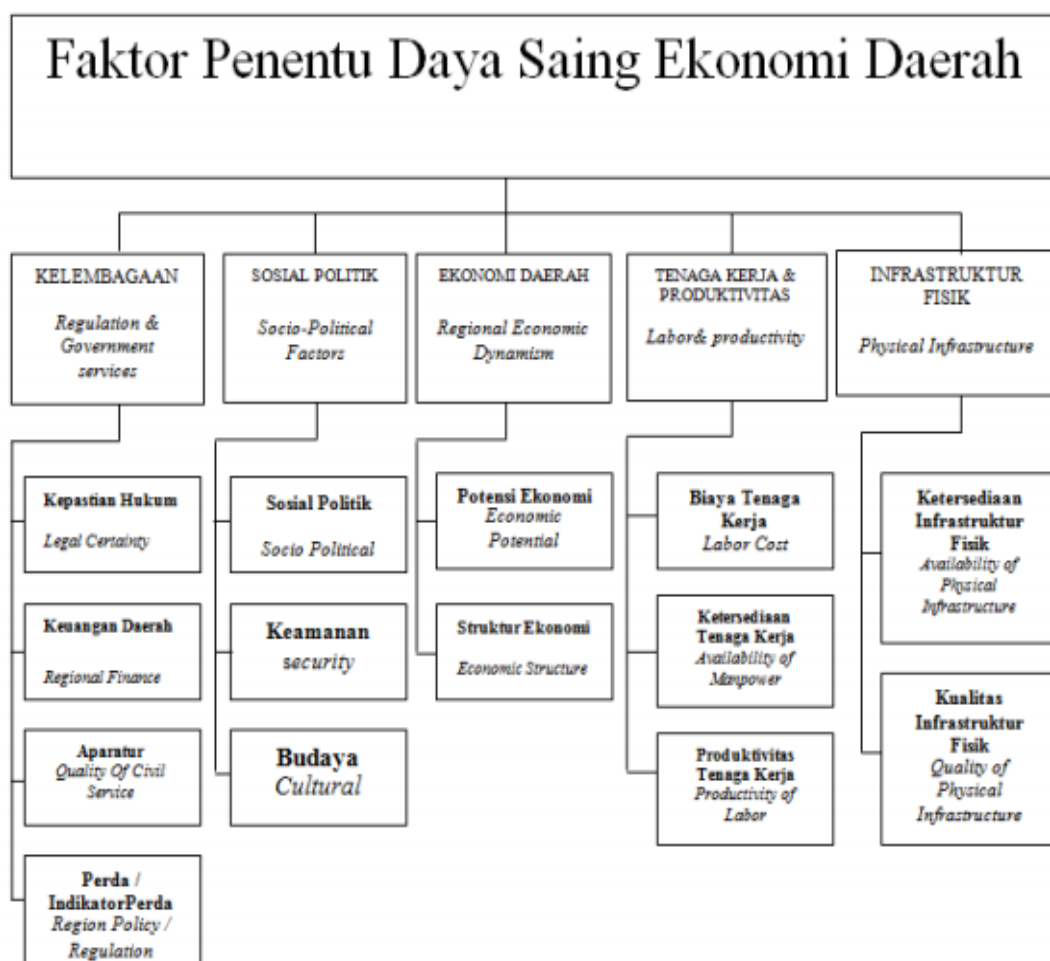 Faktor Penentu Daya Saing Ekonomi Daerah
KELEMBAGAAN
Regulation &
Government
services
SOSIAL POLITIK
Socio-Political
Factors
EKONOMI DAERAH
Regional Economic
Dynamism
TENAGA KERJA &
PRODUKTIVITAS
Labor& productivity
INFRASTRUKTUR
FISIK
Physical Infrastructure
Kepastian Hukum
Legal Certainty
Keuangan Daerah
Regional Finance
Aparatur
Quality Of Civil
Service
Perda /
IndikatorPerda
Region Policy /
Regulation
Sosial Politik
Socio Political
Keamanan
security
Budaya
Cultural
Potensi Ekonomi
Economic
Potential
Struktur Ekonomi
Economic Structure
Biaya Tenaga
Kerja
Labor Cost
Ketersediaan
Tenaga Kerja
Availability of
Manpower
Produktivitas
Tenaga Kerja
Productivity of
Labor
Ketersediaan
Infrastruktur
Fisik
Availability of
Physical
Infrastructure
Kualitas
Infrastruktur
Fisik
Quality of
Physical
Infrastructure